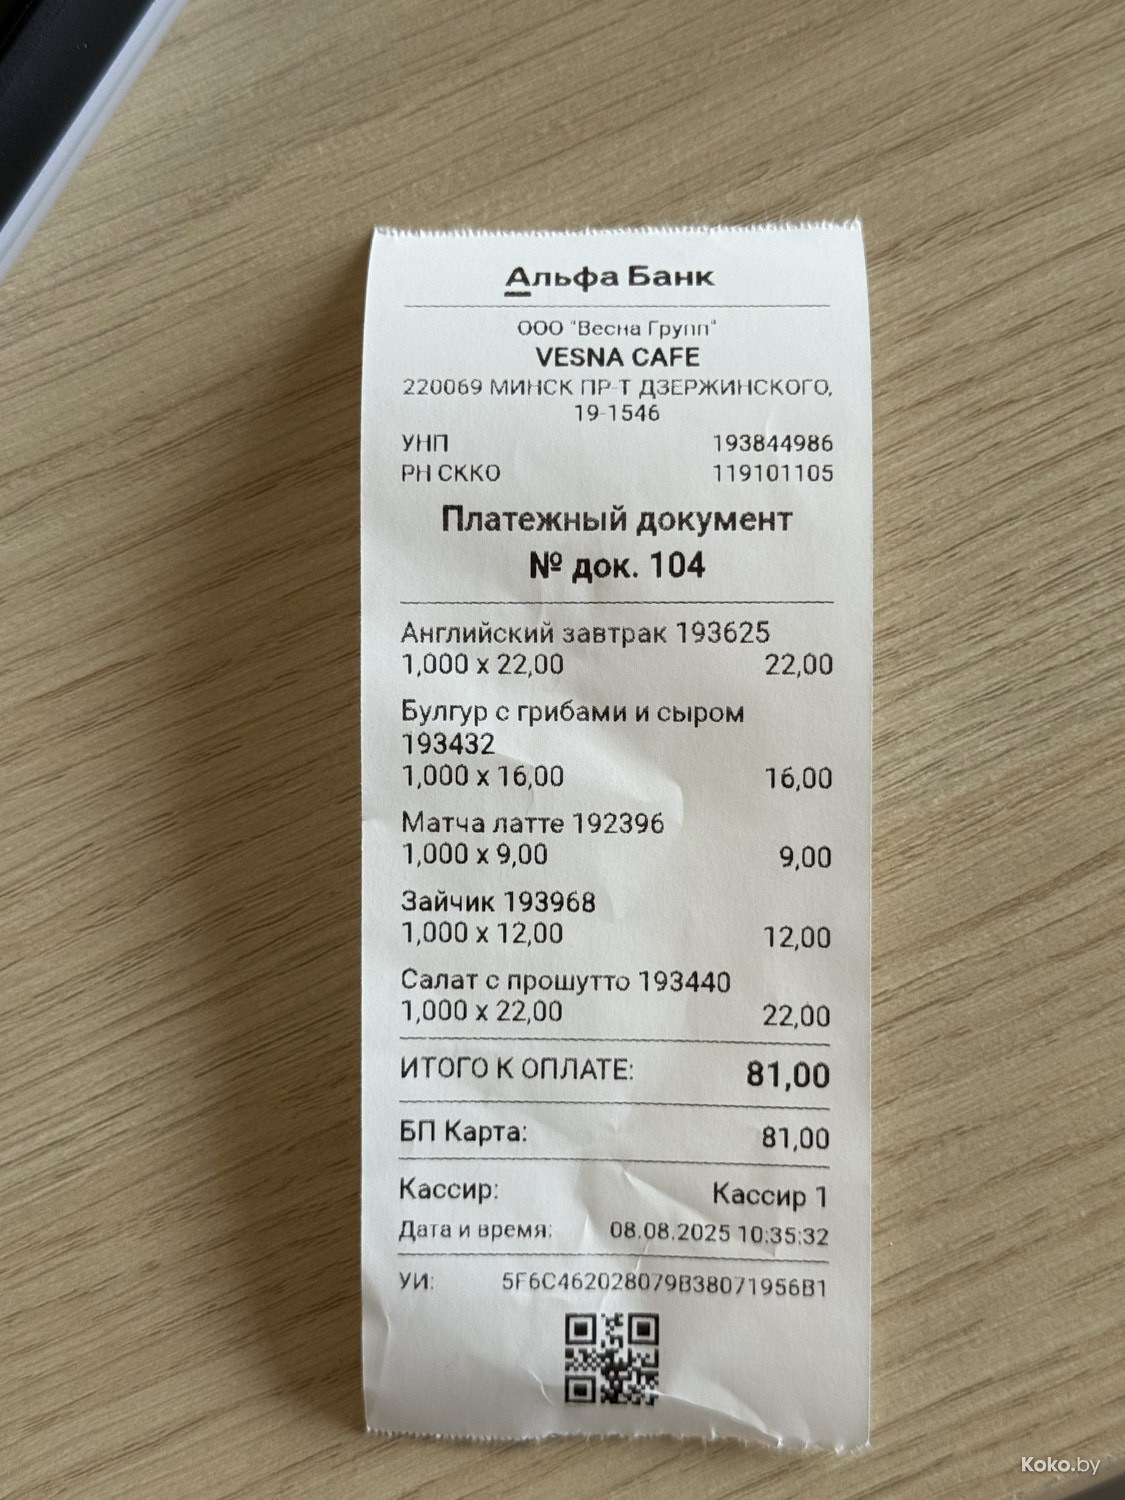 Альфа Банк
ООО "Весна Групп"
VESNA CAFE
220069 МИНСК ПР-Т ДЗЕРЖИНСКОГО,
19-1546
УНП 193844986
РН СККО 119101105
Платежный документ
№ док. 104
Английский завтрак 193625
1,000 x 22,00 22,00
Булгур с грибами и сыром
193432
1,000 x 16,00 16,00
Матча латте 192396
1,000 x 9,00 9,00
Зайчик 193968
1,000 x 12,00 12,00
Салат с прошутто 193440
1,000 x 22,00 22,00
ИТОГО К ОПЛАТЕ: 81,00
БП Карта: 81,00
Кассир: Кассир 1
Дата и время: 08.08.2025 10:35:32
УИ: 5F6C462028079B38071956B1
Koko.by